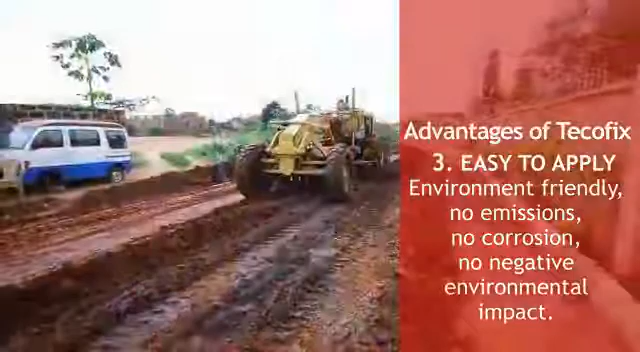 Advantages of Tecofix
3. EASY TO APPLY
Environment friendly,
no emissions,
no corrosion,
no negative
environmental
impact.